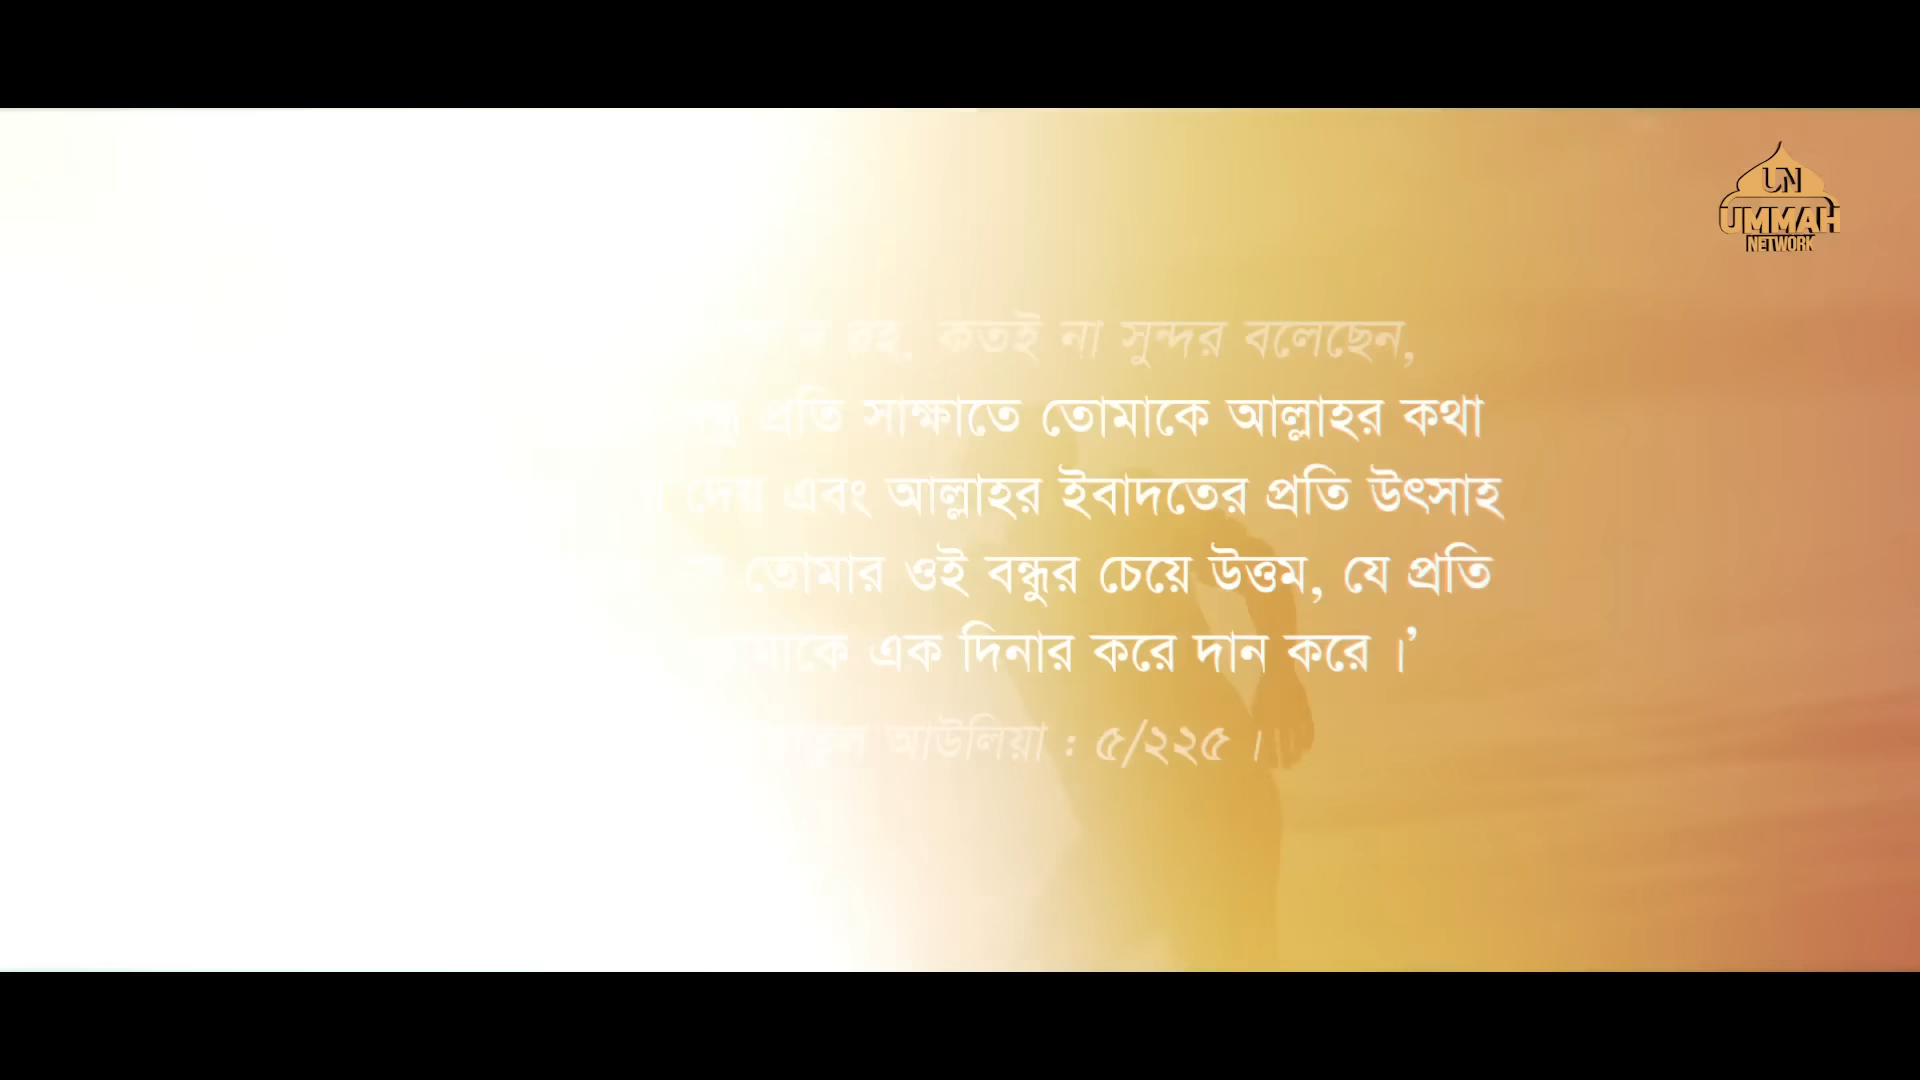 UN
UMMAH
NETWORK
রহ. কতই না সুন্দর বলেছেন,
প্রতি সাক্ষাতে তোমাকে আল্লাহর কথা
দেয় এবং আল্লাহর ইবাদতের প্রতি উৎসাহ
তোমার ওই বন্ধুর চেয়ে উত্তম, যে প্রতি
তোমাকে এক দিনার করে দান করে।’
আউলিয়া : ৫/২২৫ ।